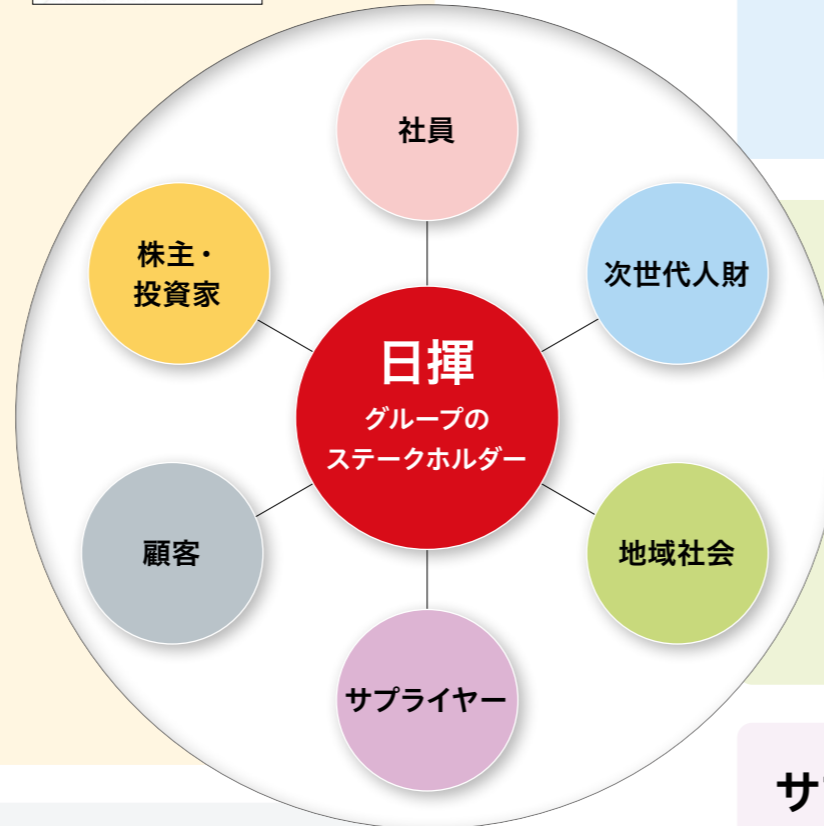 社員
株主・
投資家
次世代人財
日揮
グループの
ステークホルダー
顧客
地域社会
サプライヤー
サ